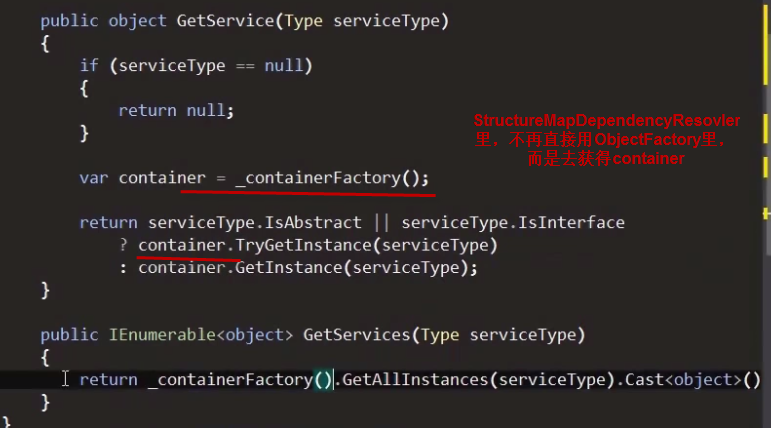 public object GetService(Type serviceType)
{
if (serviceType == null)
{
return null;
}
StructureMapDependencyResovler
里，不再直接用ObjectFactory里，
而是去获得container
var container = _containerFactory();
return serviceType.IsAbstract || serviceType.IsInterface
? container.TryGetInstance(serviceType)
: container.GetInstance(serviceType);
}
public IEnumerable<object> GetServices(Type serviceType)
{
return _containerFactory().GetAllInstances(serviceType).Cast<object>()
}
}